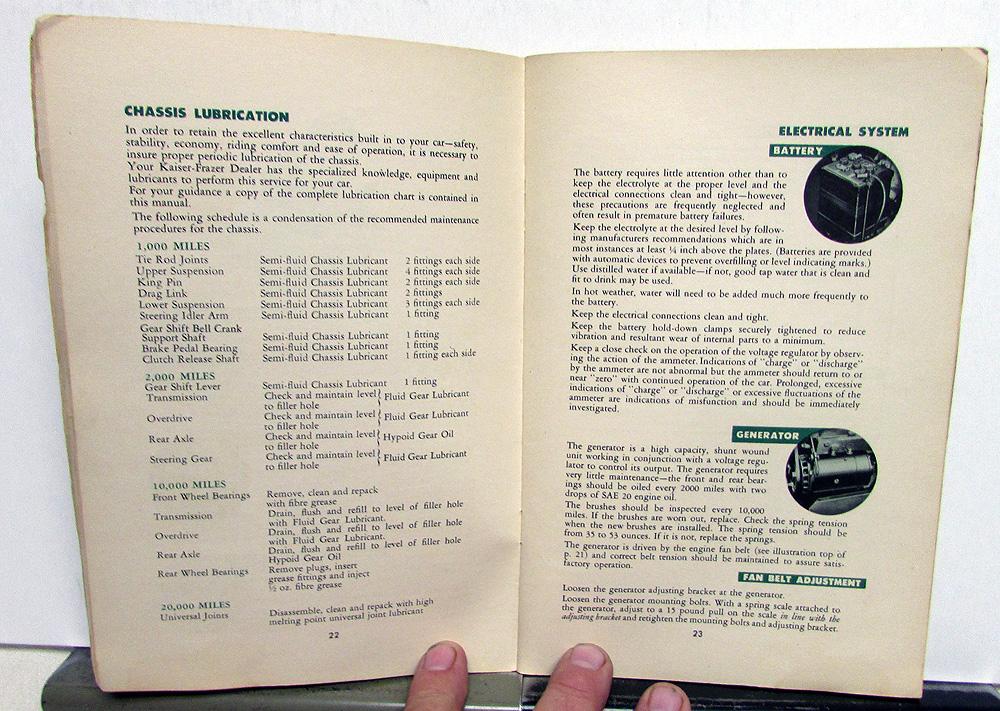 CHASSIS LUBRICATION
In order to retain the excellent characteristics built in to your car—safety,
stability, economy, riding comfort and ease of operation, it is necessary to
insure proper periodic lubrication of the chassis.
Your Kaiser-Frazer Dealer has the specialized knowledge, equipment and
lubricants to perform this service for your car.
For your guidance a copy of the complete lubrication chart is contained in
this manual.
The following schedule is a condensation of the recommended maintenance
procedures for the chassis.
1,000 MILES
Tie Rod Joints Semi-fluid Chassis Lubricant 2 fittings each side
Upper Suspension Semi-fluid Chassis Lubricant 4 fittings each side
King Pin Semi-fluid Chassis Lubricant 2 fittings each side
Drag Link Semi-fluid Chassis Lubricant 2 fittings
Lower Suspension Semi-fluid Chassis Lubricant 3 fittings each side
Steering Idler Arm Semi-fluid Chassis Lubricant 1 fitting
Gear Shift Bell Crank
Support Shaft Semi-fluid Chassis Lubricant 1 fitting
Brake Pedal Bearing Semi-fluid Chassis Lubricant 1 fitting
Clutch Release Shaft Semi-fluid Chassis Lubricant 1 fitting each side
2,000 MILES
Gear Shift Lever Semi-fluid Chassis Lubricant 1 fitting
Transmission Check and maintain level { Fluid Gear Lubricant
to filler hole
Overdrive Check and maintain level { Fluid Gear Lubricant
to filler hole
Rear Axle Check and maintain level { Hypoid Gear Oil
to filler hole
Steering Gear Check and maintain level { Fluid Gear Lubricant
to filler hole
10,000 MILES
Front Wheel Bearings Remove, clean and repack
with fibre grease
Transmission Drain, flush and refill to level of filler hole
with Fluid Gear Lubricant.
Overdrive Drain, flush and refill to level of filler hole
with Fluid Gear Lubricant.
Rear Axle Drain, flush and refill to level of filler hole
Hypoid Gear Oil
Rear Wheel Bearings Remove plugs, insert
grease fittings and inject
½ oz. fibre grease
20,000 MILES
Universal Joints Disassemble, clean and repack with high
melting point universal joint lubricant
22
ELECTRICAL SYSTEM
BATTERY
The battery requires little attention other than to
keep the electrolyte at the proper level and the
electrical connections clean and tight—however,
these precautions are frequently neglected and
often result in premature battery failures.
Keep the electrolyte at the desired level by follow-
ing manufacturers recommendations which are in
most instances at least ¼ inch above the plates. (Batteries are provided
with automatic devices to prevent overfilling or level indicating marks.)
Use distilled water if available—if not, good tap water that is clean and
fit to drink may be used.
In hot weather, water will need to be added much more frequently to
the battery.
Keep the electrical connections clean and tight.
Keep the battery hold-down clamps securely tightened to reduce
vibration and resultant wear of internal parts to a minimum.
Keep a close check on the operation of the voltage regulator by observ-
ing the action of the ammeter. Indications of "charge" or "discharge"
by the ammeter are not abnormal but the ammeter should return to or
near "zero" with continued operation of the car. Prolonged, excessive
indications of "charge" or "discharge" or excessive fluctuations of the
ammeter are indications of misfunction and should be immediately
investigated.
GENERATOR
The generator is a high capacity, shunt wound
unit working in conjunction with a voltage regu-
lator to control its output. The generator requires
very little maintenance—the front and rear bear-
ings should be oiled every 2000 miles with two
drops of SAE 20 engine oil.
The brushes should be inspected every 10,000
miles. If the brushes are worn out, replace. Check the spring tension
when the new brushes are installed. The spring tension should be
from 35 to 53 ounces. If it is not, replace the springs.
The generator is driven by the engine fan belt (see illustration top of
p. 21) and correct belt tension should be maintained to assure satis-
factory operation.
FAN BELT ADJUSTMENT
Loosen the generator adjusting bracket at the generator.
Loosen the generator mounting bolts. With a spring scale attached to
the generator, adjust to a 15 pound pull on the scale in line with the
adjusting bracket and retighten the mounting bolts and adjusting bracket.
23